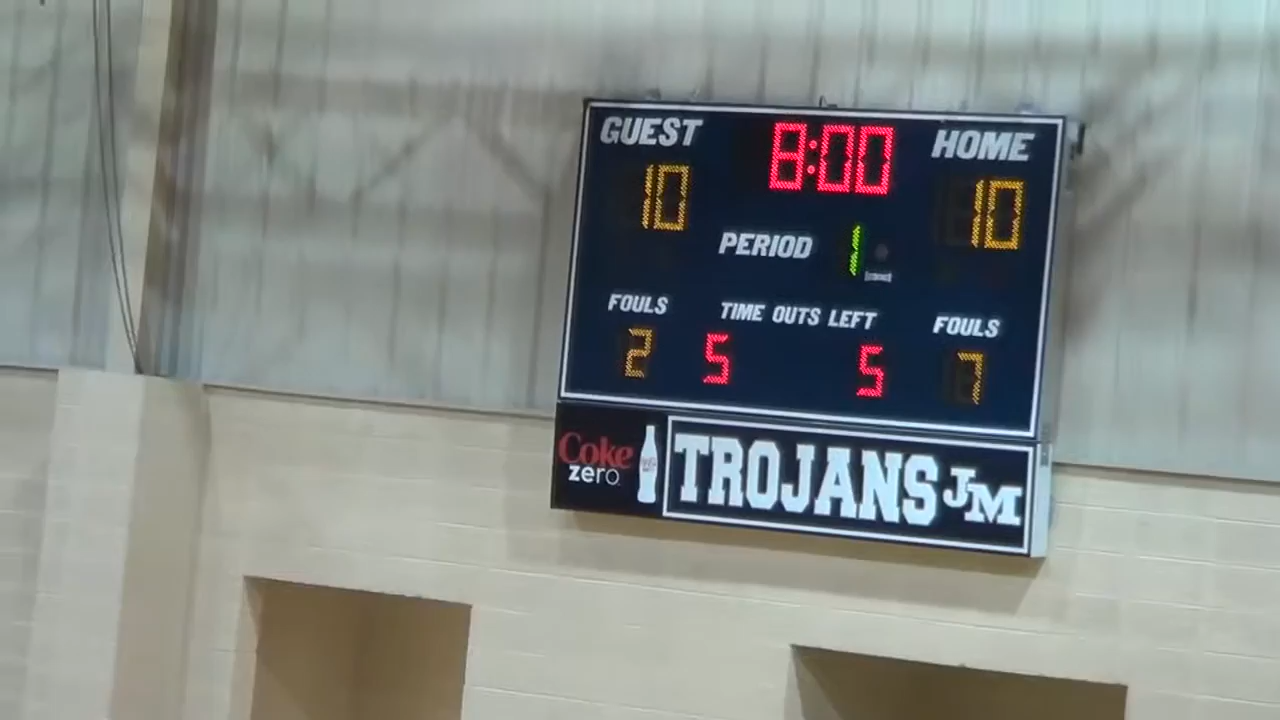 GUEST 8:00 HOME
10 10
PERIOD 1
FOULS TIME OUTS LEFT FOULS
2 5 5 7
Coke
zero
TROJANS JM